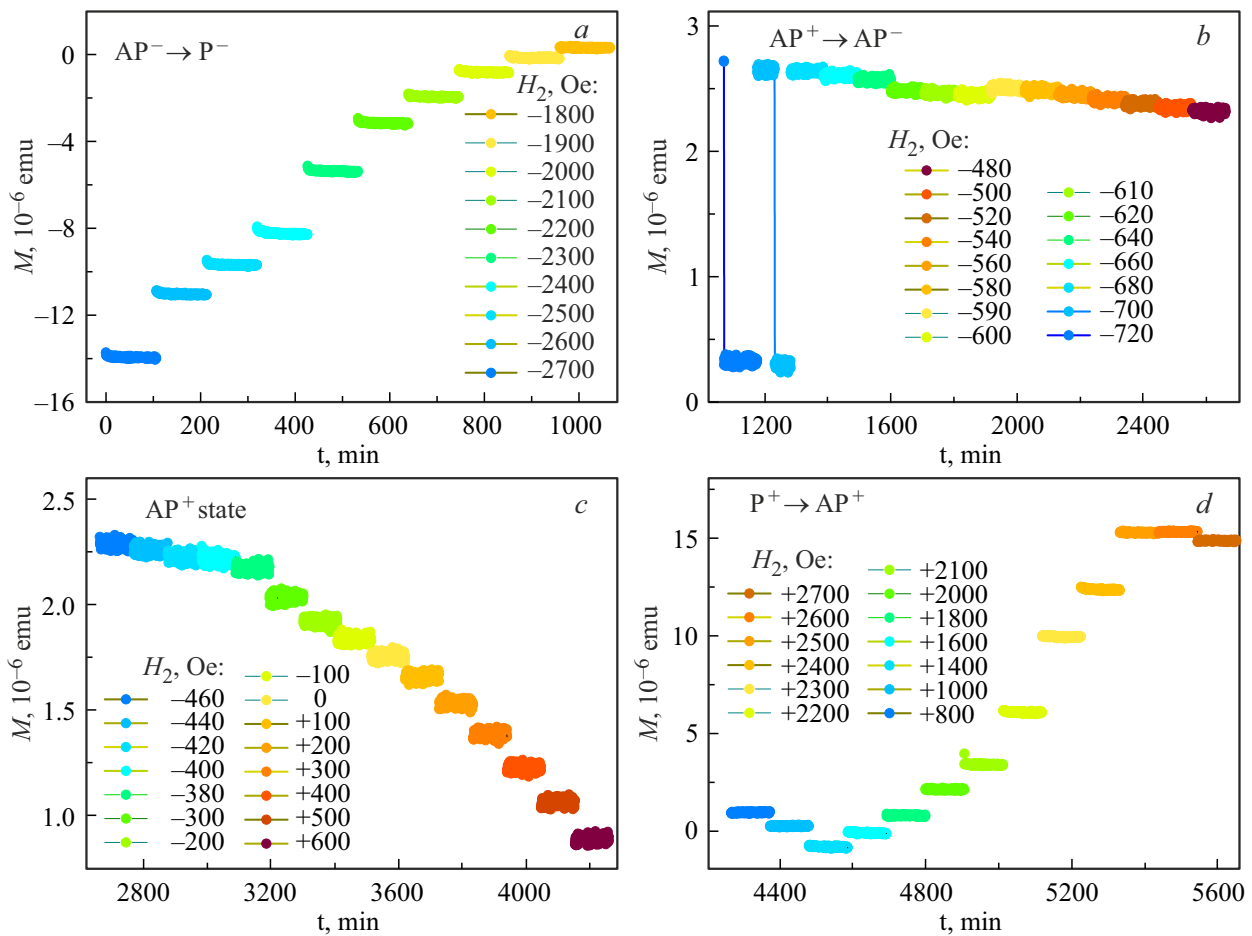 a
AP⁻ → P⁻
M, 10⁻⁶ emu
0
−4
−8
−12
−16
H₂, Oe:
−1800
−1900
−2000
−2100
−2200
−2300
−2400
−2500
−2600
−2700
0 200 400 600 800 1000
t, min
b
AP⁺ → AP⁻
M, 10⁻⁶ emu
3
2
1
0
H₂, Oe:
−480
−500
−520
−540
−560
−580
−590
−600
−610
−620
−640
−660
−680
−700
−720
1200 1600 2000 2400
t, min
c
AP⁺ state
M, 10⁻⁶ emu
2.5
2.0
1.5
1.0
H₂, Oe:
−460
−440
−420
−400
−380
−300
−200
−100
0
+100
+200
+300
+400
+500
+600
2800 3200 3600 4000
t, min
d
P⁺ → AP⁺
M, 10⁻⁶ emu
15
10
5
0
H₂, Oe:
+2700
+2600
+2500
+2400
+2300
+2200
+2100
+2000
+1800
+1600
+1400
+1000
+800
4400 4800 5200 5600
t, min